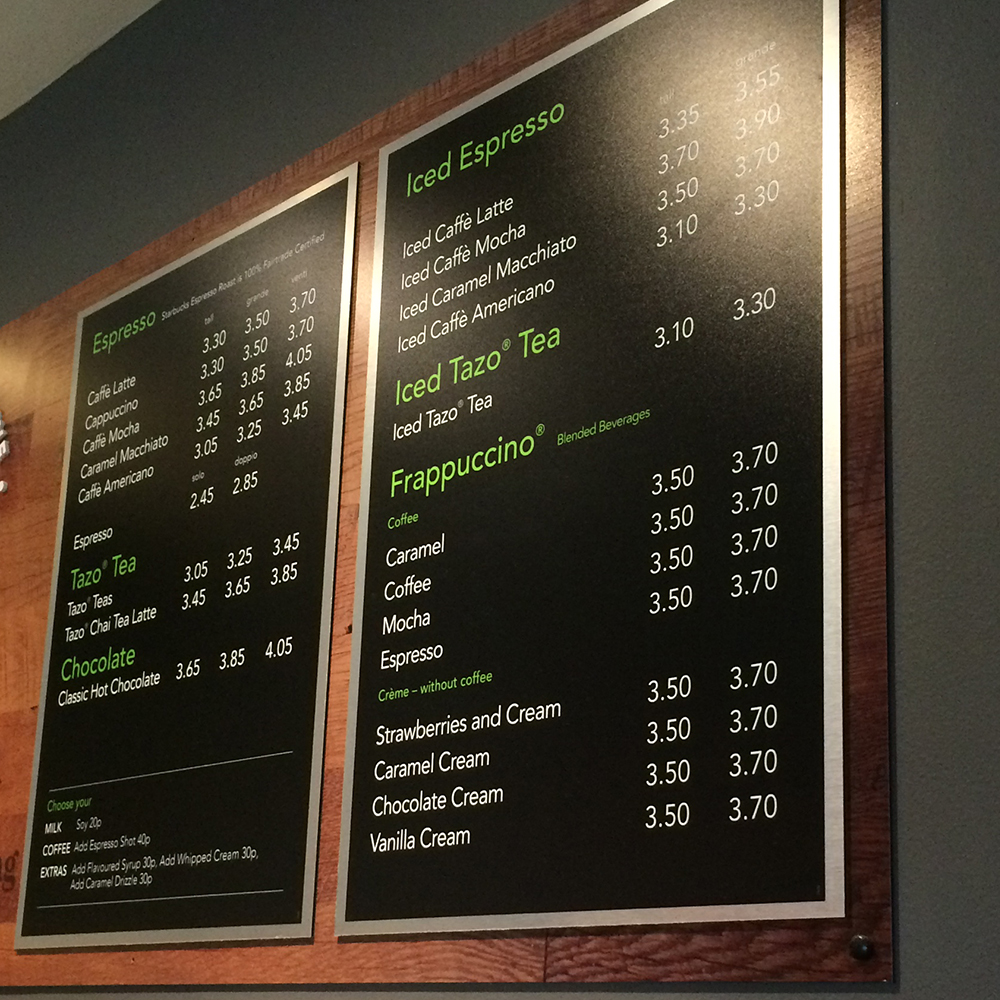 Espresso Starbucks Espresso Roast is 100% Fairtrade Certified
tall grande venti
Caffè Latte 3.30 3.50 3.70
Cappuccino 3.30 3.50 3.70
Caffè Mocha 3.65 3.85 4.05
Caramel Macchiato 3.45 3.65 3.85
Caffè Americano 3.05 3.25 3.45
solo doppio
Espresso 2.45 2.85
Tazo® Tea
Tazo® Teas 3.05 3.25 3.45
Tazo® Chai Tea Latte 3.45 3.65 3.85
Chocolate
Classic Hot Chocolate 3.65 3.85 4.05
Choose your
MILK Soy 20p
COFFEE Add Espresso Shot 40p
EXTRAS Add Flavoured Syrup 30p, Add Whipped Cream 30p,
Add Caramel Drizzle 30p
Iced Espresso
tall grande
Iced Caffè Latte 3.35 3.55
Iced Caffè Mocha 3.70 3.90
Iced Caramel Macchiato 3.50 3.70
Iced Caffè Americano 3.10 3.30
Iced Tazo® Tea
Iced Tazo® Tea 3.10 3.30
Frappuccino® Blended Beverages
Coffee
Caramel 3.50 3.70
Coffee 3.50 3.70
Mocha 3.50 3.70
Espresso 3.50 3.70
Crème – without coffee
Strawberries and Cream 3.50 3.70
Caramel Cream 3.50 3.70
Chocolate Cream 3.50 3.70
Vanilla Cream 3.50 3.70